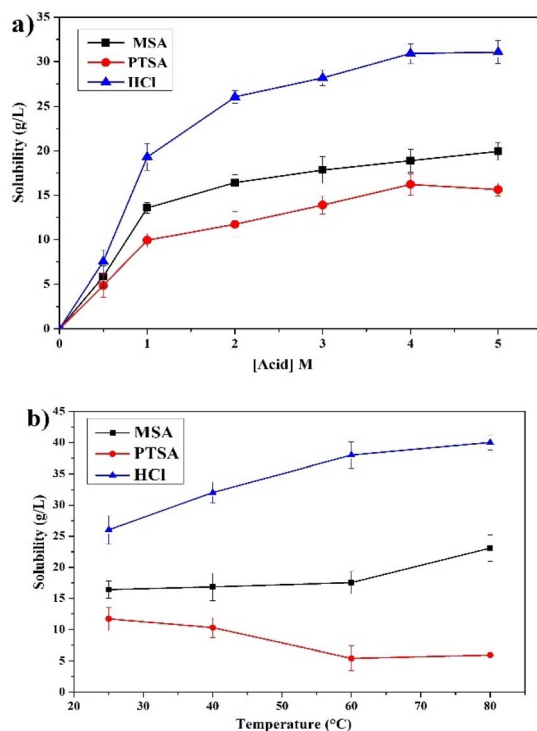 a)
MSA
PTSA
HCl
Solubility (g/L)
35
30
25
20
15
10
5
0
0 1 2 3 4 5
[Acid] M
b)
MSA
PTSA
HCl
Solubility (g/L)
45
40
35
30
25
20
15
10
5
0
20 30 40 50 60 70 80
Temperature (°C)